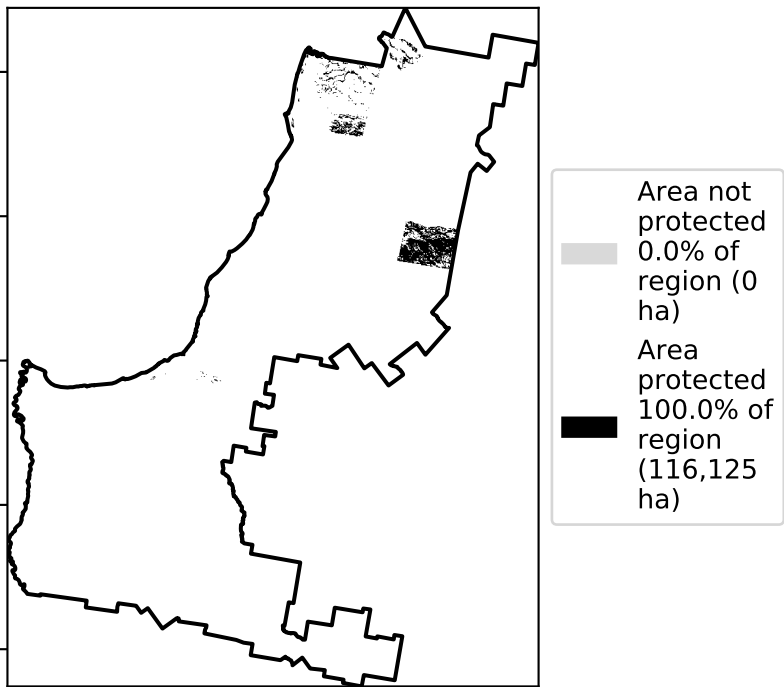 Area not
protected
0.0% of
region (0
ha)
Area
protected
100.0% of
region
(116,125
ha)